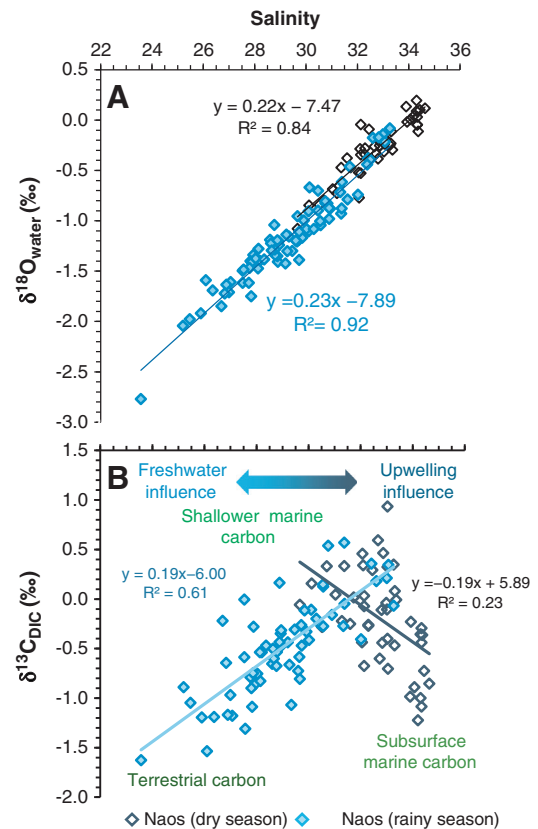 Salinity
22 24 26 28 30 32 34 36
0.5
0.0
-0.5
-1.0
-1.5
-2.0
-2.5
-3.0
δ¹⁸Owater (‰)
A
y = 0.22x − 7.47
R² = 0.84
y =0.23x −7.89
R²= 0.92
1.5
1.0
0.5
0.0
-0.5
-1.0
-1.5
-2.0
δ¹³CDIC (‰)
B
Freshwater
influence
Upwelling
influence
Shallower marine
carbon
y = 0.19x−6.00
R² = 0.61
y =−0.19x + 5.89
R² = 0.23
Terrestrial carbon
Subsurface
marine carbon
Naos (dry season) Naos (rainy season)